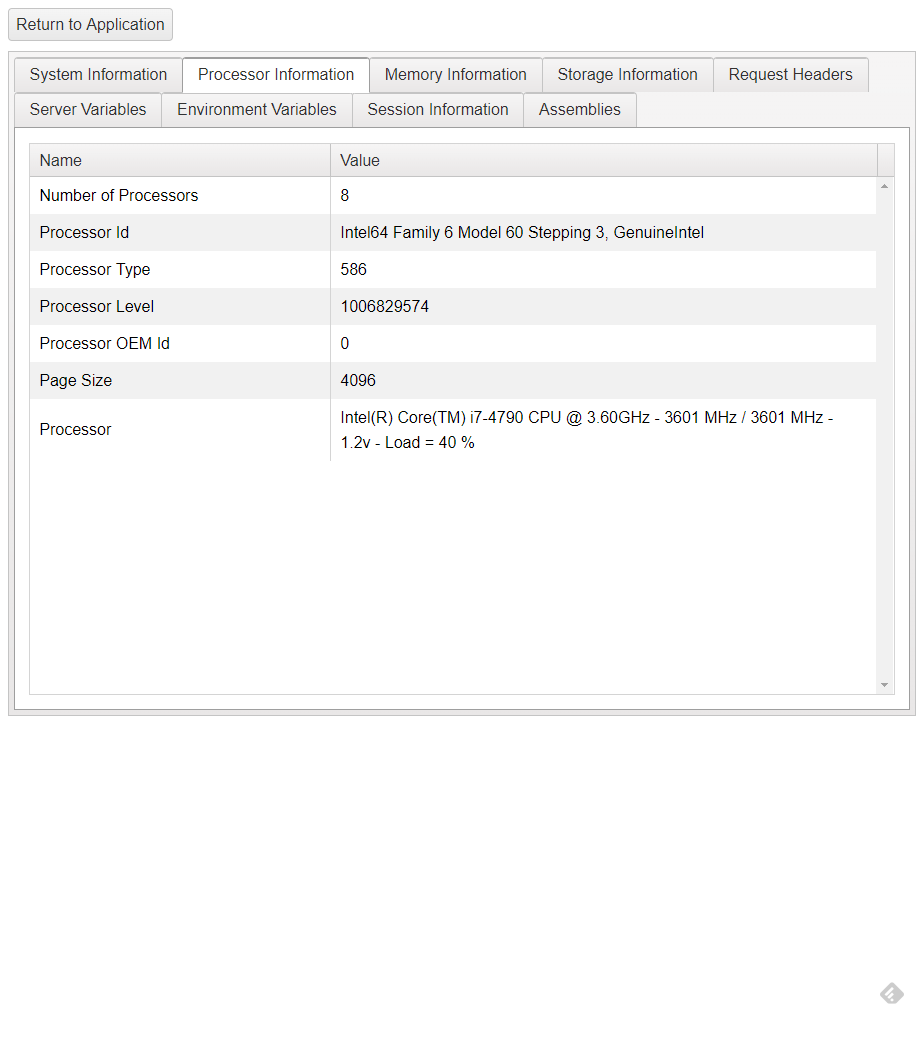 Return to Application
System Information Processor Information Memory Information Storage Information Request Headers
Server Variables Environment Variables Session Information Assemblies
Name Value
Number of Processors 8
Processor Id Intel64 Family 6 Model 60 Stepping 3, GenuineIntel
Processor Type 586
Processor Level 1006829574
Processor OEM Id 0
Page Size 4096
Processor Intel(R) Core(TM) i7-4790 CPU @ 3.60GHz - 3601 MHz / 3601 MHz -
1.2v - Load = 40 %